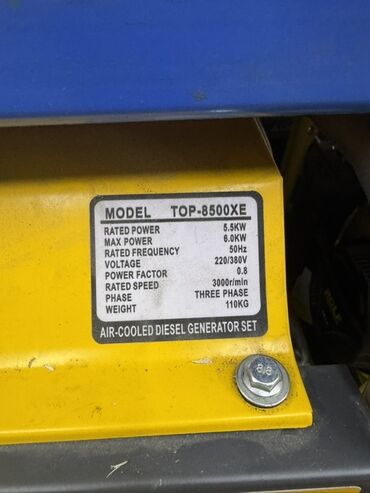 MODEL TOP-8500XE
RATED POWER 5.5KW
MAX POWER 6.0KW
RATED FREQUENCY 50Hz
VOLTAGE 220/380V
POWER FACTOR 0.8
RATED SPEED 3000r/min
PHASE THREE PHASE
WEIGHT 110KG
AIR-COOLED DIESEL GENERATOR SET
8.8